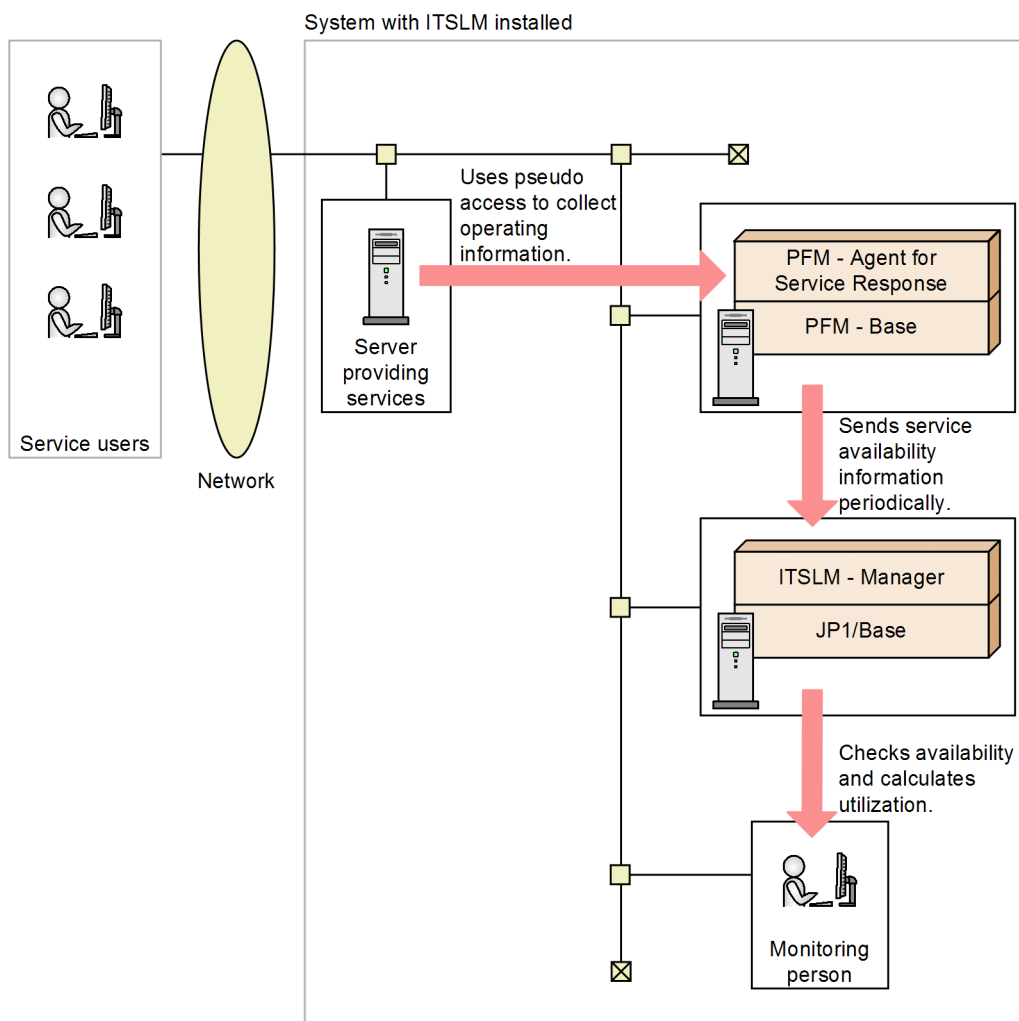 System with ITSLM installed
Service users
Network
Uses pseudo
access to collect
operating
information.
Server
providing
services
PFM - Agent for
Service Response
PFM - Base
Sends service
availability
information
periodically.
ITSLM - Manager
JP1/Base
Checks availability
and calculates
utilization.
Monitoring
person